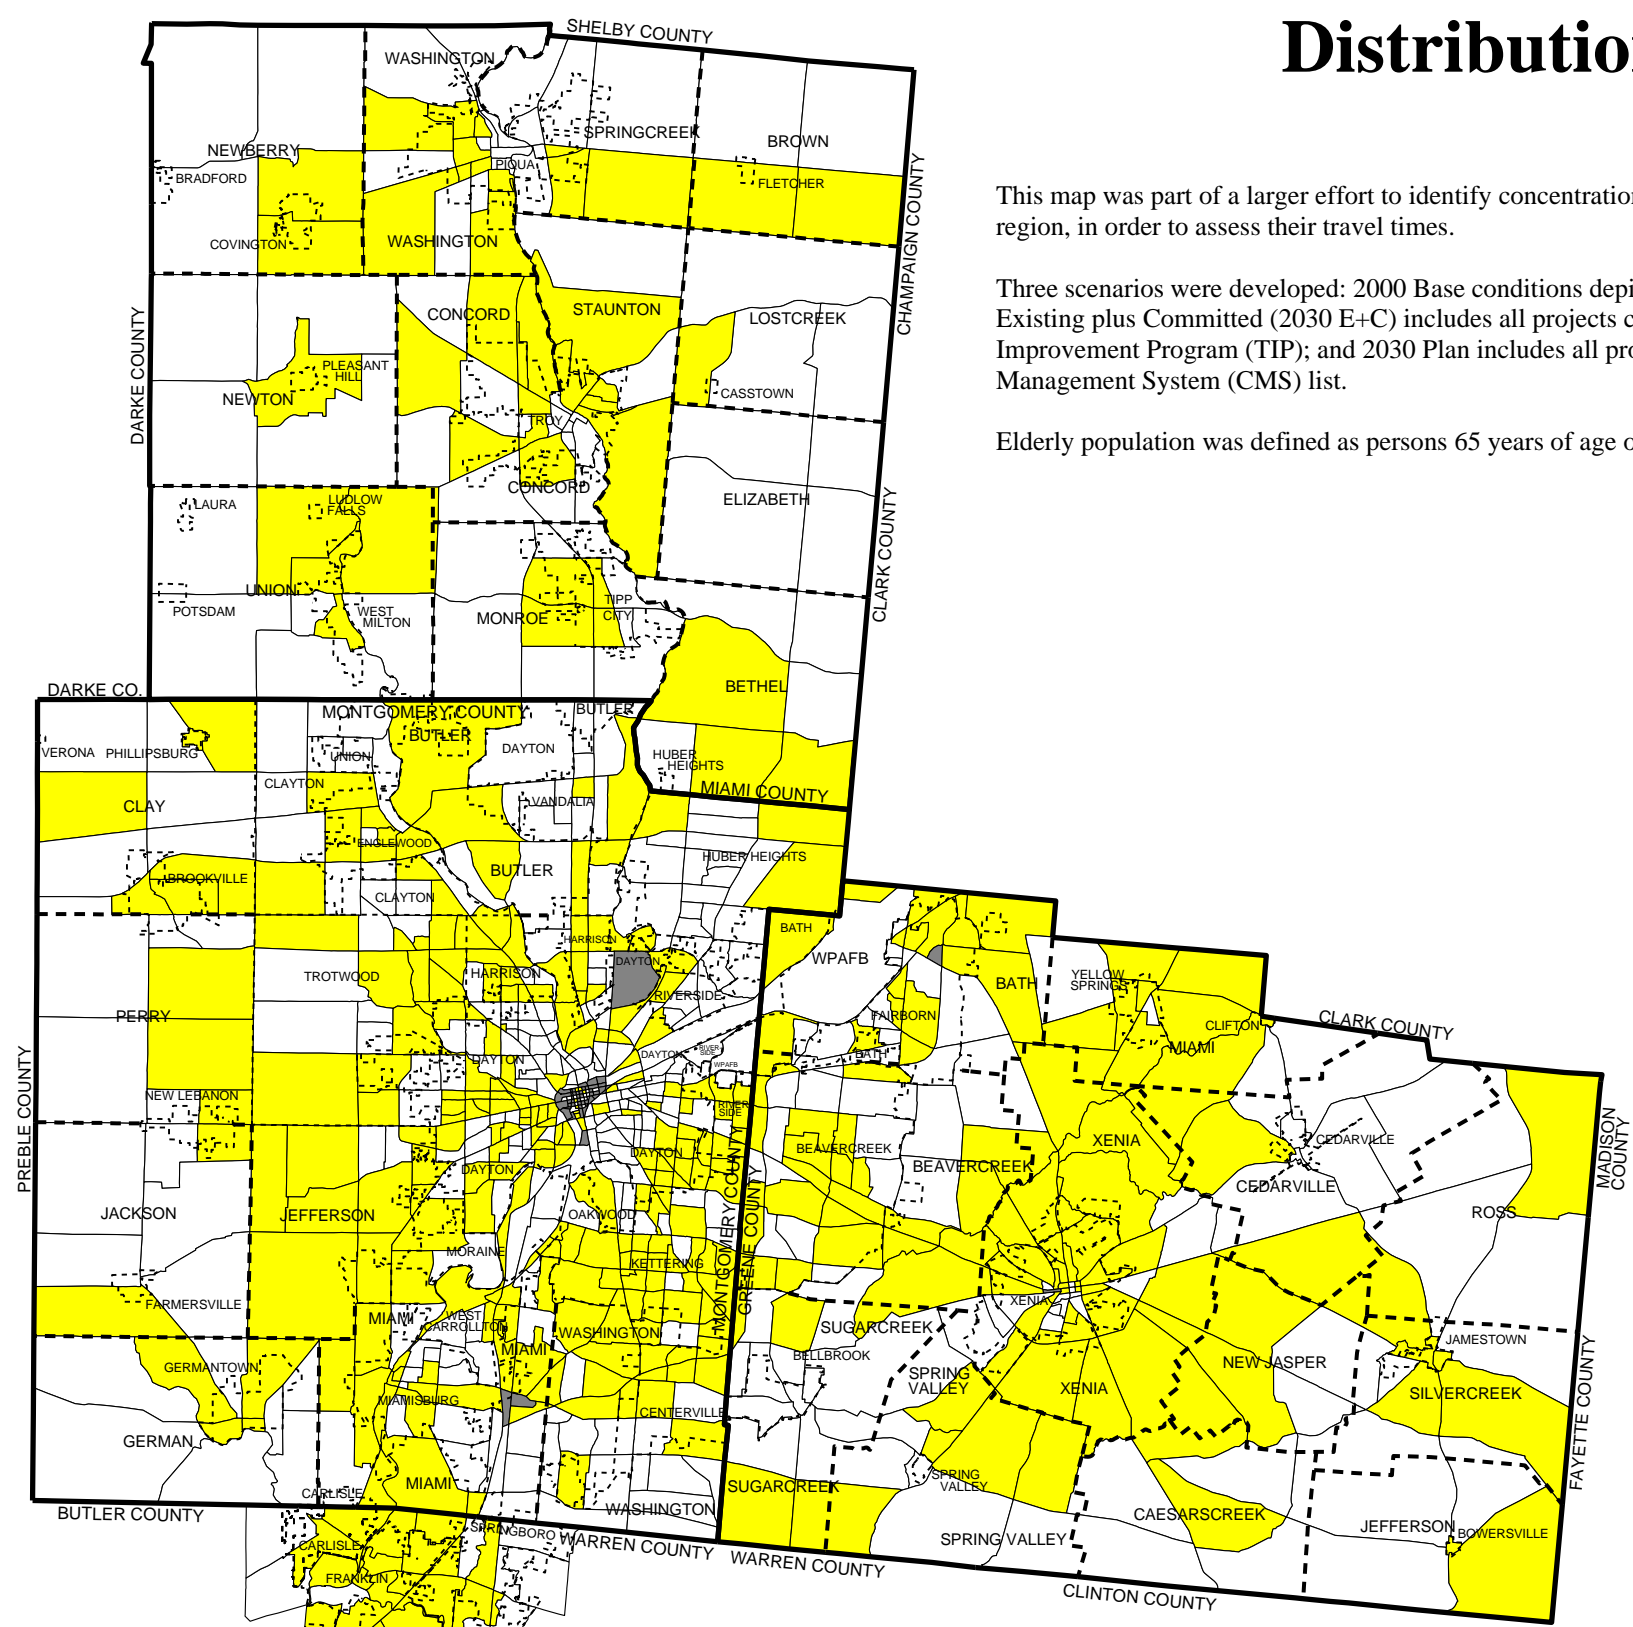 Distributio
This map was part of a larger effort to identify concentration
region, in order to assess their travel times.
Three scenarios were developed: 2000 Base conditions depi
Existing plus Committed (2030 E+C) includes all projects c
Improvement Program (TIP); and 2030 Plan includes all pro
Management System (CMS) list.
Elderly population was defined as persons 65 years of age o
SHELBY COUNTY
WASHINGTON
SPRINGCREEK
BROWN
NEWBERRY
PIQUA
BRADFORD
FLETCHER
COVINGTON
WASHINGTON
CHAMPAIGN COUNTY
CONCORD
STAUNTON
LOSTCREEK
DARKE COUNTY
PLEASANT
HILL
NEWTON
CASSTOWN
TROY
CONCORD
ELIZABETH
LAURA
LUDLOW
FALLS
CLARK COUNTY
UNION
POTSDAM
WEST
MILTON
MONROE
TIPP
CITY
BETHEL
DARKE CO.
MONTGOMERY COUNTY
BUTLER
BUTLER
VERONA
PHILLIPSBURG
UNION
DAYTON
HUBER
HEIGHTS
CLAYTON
MIAMI COUNTY
CLAY
VANDALIA
ENGLEWOOD
HUBER HEIGHTS
BROOKVILLE
BUTLER
CLAYTON
BATH
HARRISON
DAYTON
WPAFB
TROTWOOD
HARRISON
RIVERSIDE
BATH
YELLOW
SPRINGS
PERRY
FAIRBORN
CLIFTON
CLARK COUNTY
MIAMI
DAYTON
DAYTON
RIVER
SIDE
WPAFB
BATH
PREBLE COUNTY
NEW LEBANON
RIVER
SIDE
MADISON
COUNTY
XENIA
CEDARVILLE
BEAVERCREEK
DAYTON
DAYTON
BEAVERCREEK
CEDARVILLE
JACKSON
JEFFERSON
OAKWOOD
ROSS
MORAINE
KETTERING
MONTGOMERY COUNTY
GREENE COUNTY
FARMERSVILLE
MIAMI
WEST
CARROLLTON
WASHINGTON
XENIA
SUGARCREEK
JAMESTOWN
MIAMI
BELLBROOK
GERMANTOWN
SPRING
VALLEY
NEW JASPER
XENIA
SILVERCREEK
MIAMISBURG
CENTERVILLE
FAYETTE COUNTY
GERMAN
MIAMI
SUGARCREEK
SPRING
VALLEY
CARLISLE
WASHINGTON
CAESARSCREEK
BUTLER COUNTY
SPRINGBORO
WARREN COUNTY
SPRING VALLEY
JEFFERSON
BOWERSVILLE
CARLISLE
WARREN COUNTY
FRANKLIN
CLINTON COUNTY